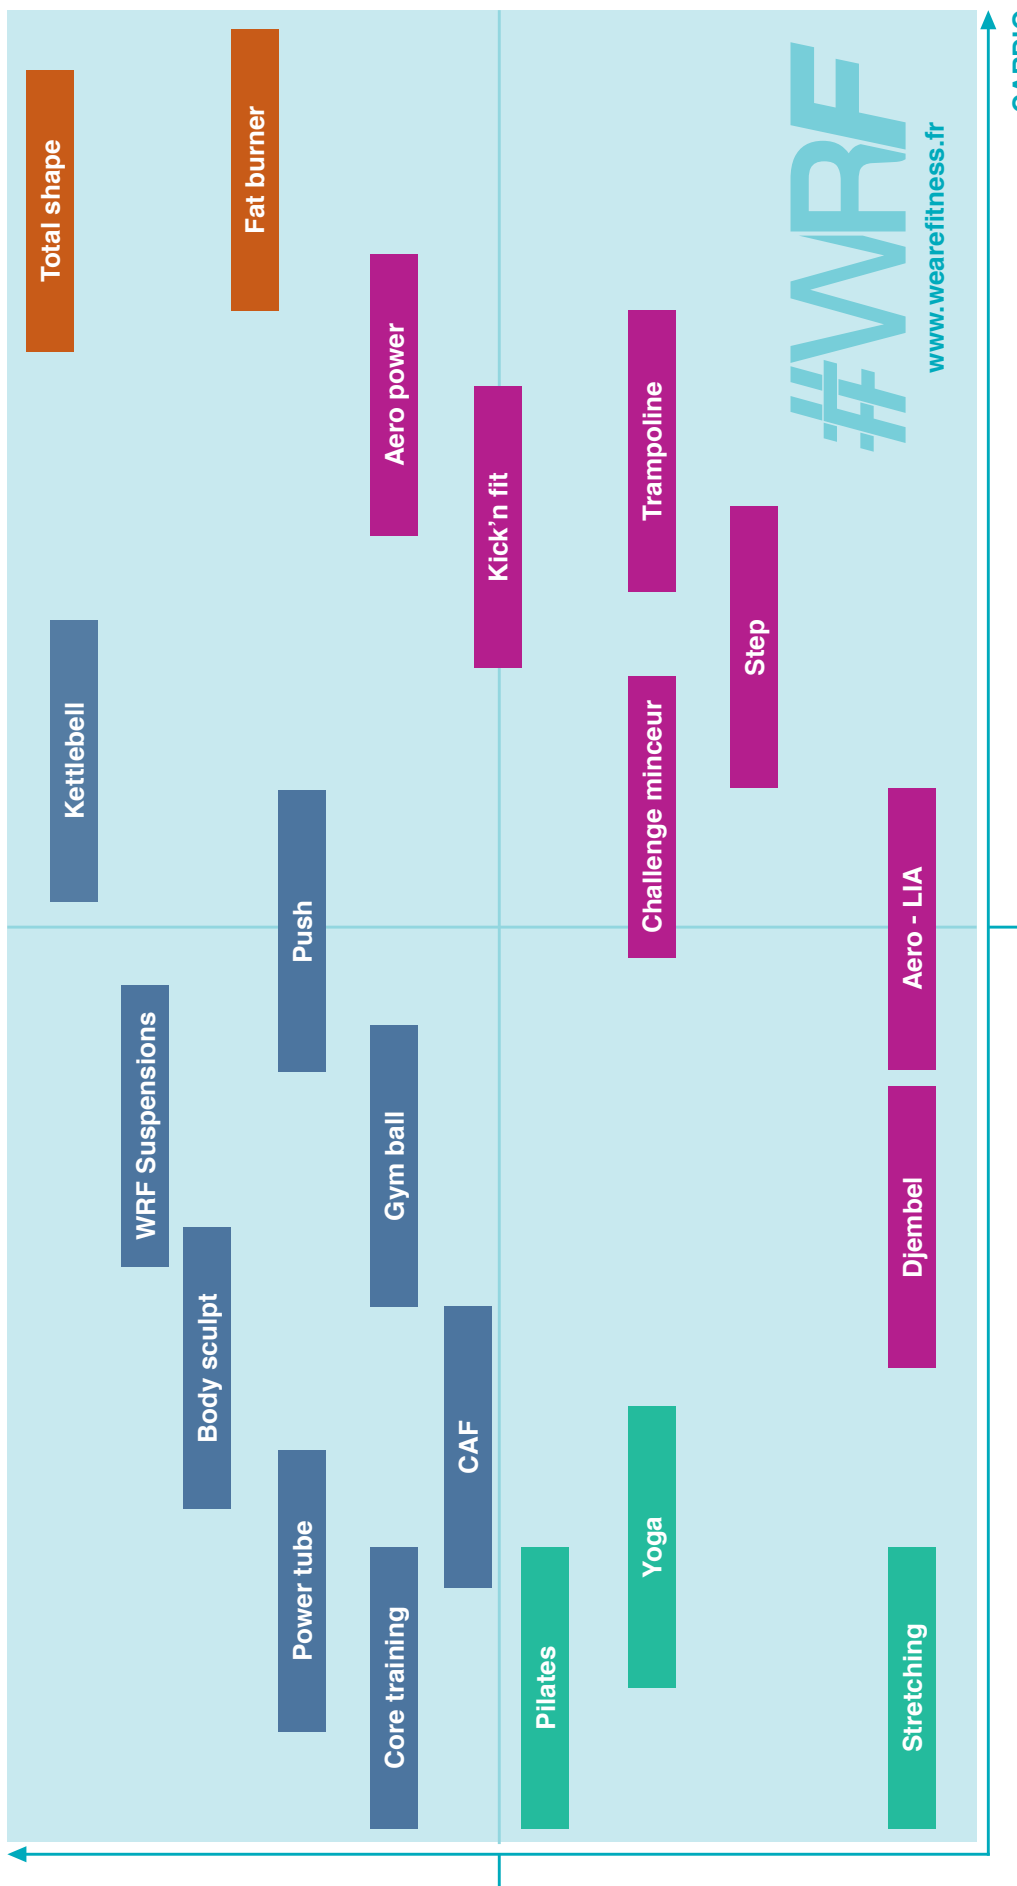 Total shape
Kettlebell
WRF Suspensions
Body sculpt
Fat burner
Power tube
Push
Core training
Gym ball
Aero power
CAF
Kick’n fit
Pilates
Yoga
Challenge minceur
Trampoline
Step
#WRF
Stretching
Djembel
Aero - LIA
www.wearefitness.fr